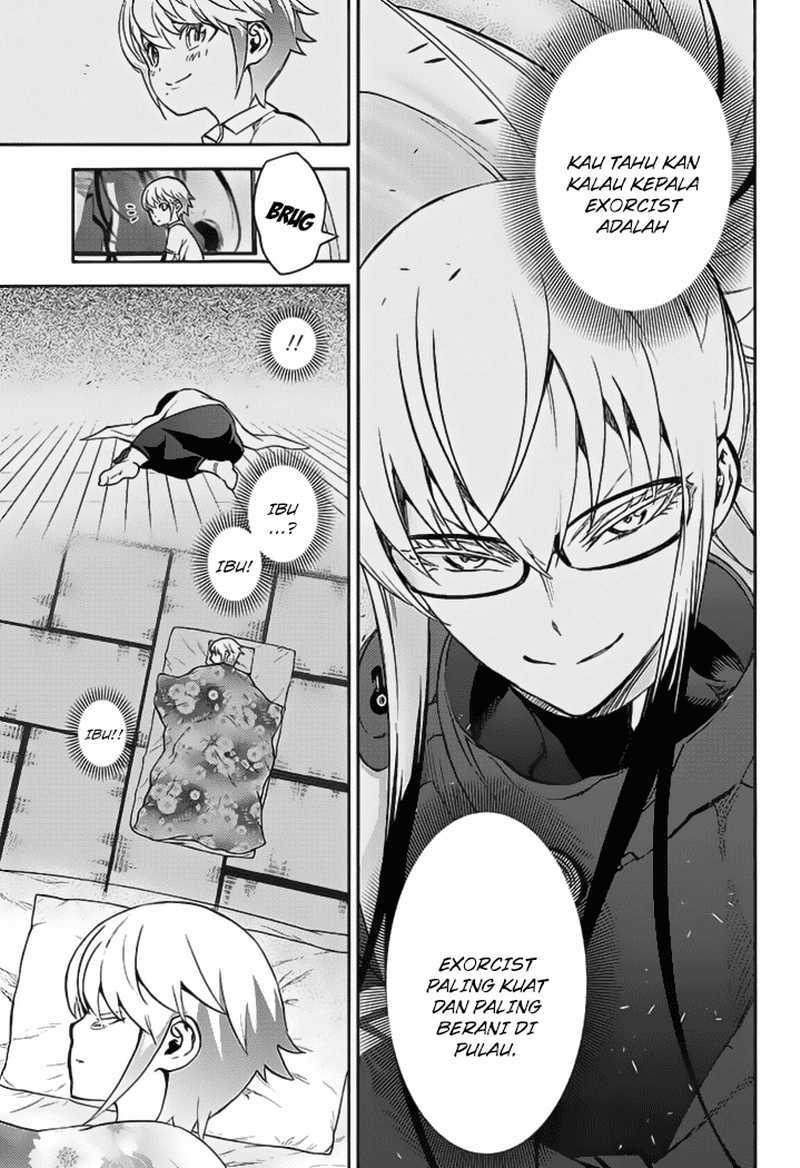 KAU TAHU KAN
KALAU KEPALA
EXORCIST
ADALAH
EXORCIST
PALING KUAT
DAN PALING
BERANI DI
PULAU.
BRUG
!!
IBU
...?
IBU!
IBU!!